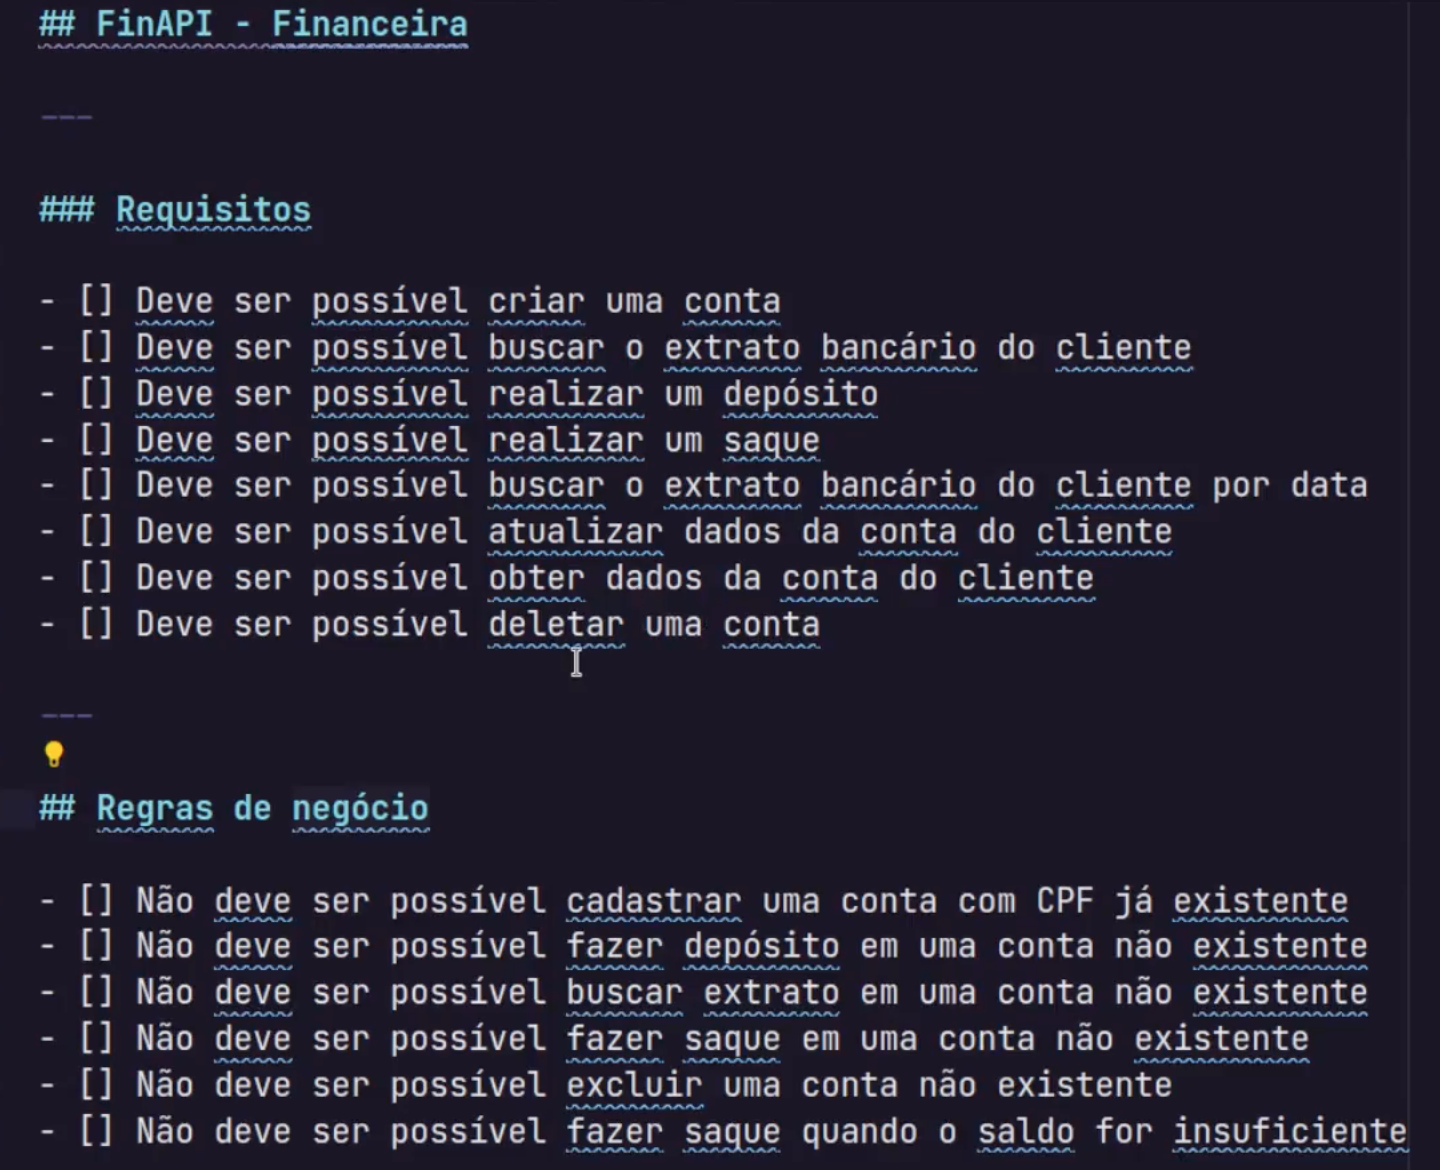 ## FinAPI - Financeira
---
### Requisitos
- [] Deve ser possível criar uma conta
- [] Deve ser possível buscar o extrato bancário do cliente
- [] Deve ser possível realizar um depósito
- [] Deve ser possível realizar um saque
- [] Deve ser possível buscar o extrato bancário do cliente por data
- [] Deve ser possível atualizar dados da conta do cliente
- [] Deve ser possível obter dados da conta do cliente
- [] Deve ser possível deletar uma conta
---
## Regras de negócio
- [] Não deve ser possível cadastrar uma conta com CPF já existente
- [] Não deve ser possível fazer depósito em uma conta não existente
- [] Não deve ser possível buscar extrato em uma conta não existente
- [] Não deve ser possível fazer saque em uma conta não existente
- [] Não deve ser possível excluir uma conta não existente
- [] Não deve ser possível fazer saque quando o saldo for insuficiente